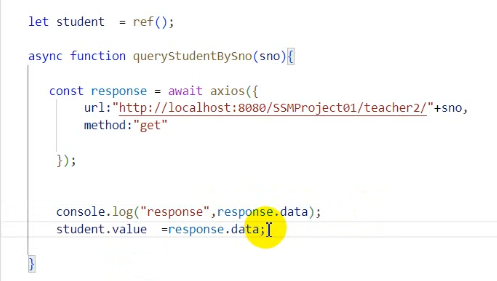 let student  = ref();
async function queryStudentBySno(sno){
const response = await axios({
url:"http://localhost:8080/SSMProject01/teacher2/"+sno,
method:"get"
});
console.log("response",response.data);
student.value  =response.data;
}